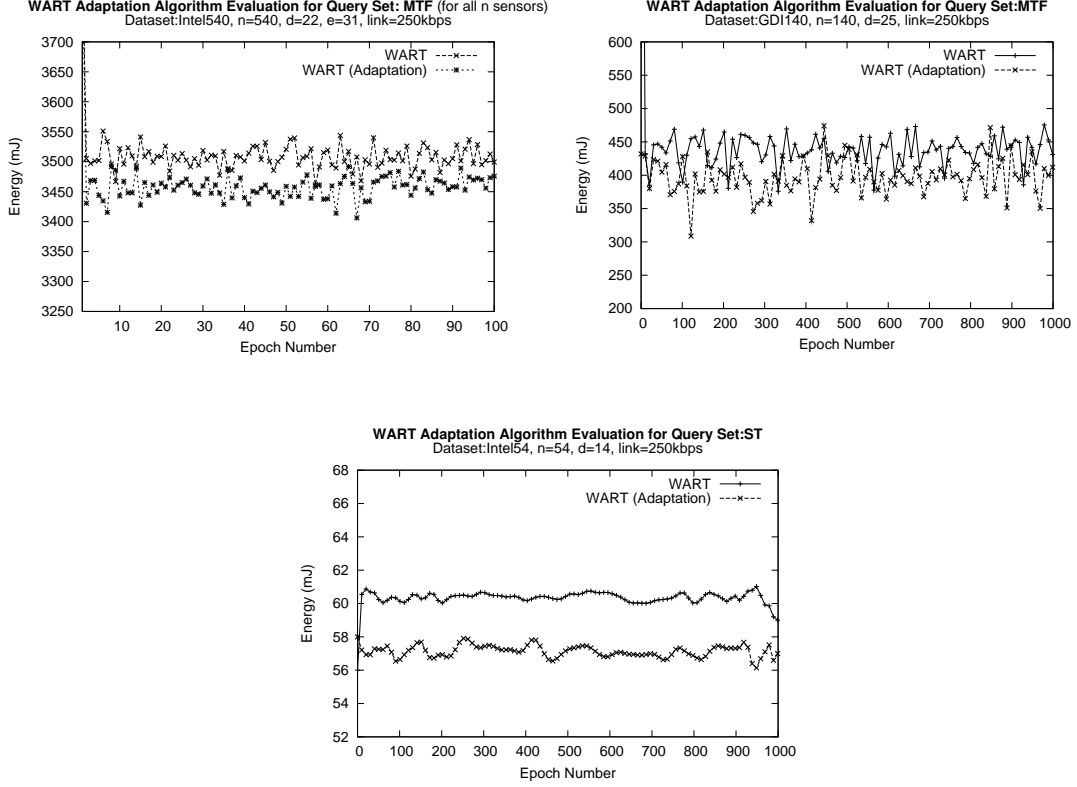 WART Adaptation Algorithm Evaluation for Query Set: MTF (for all n sensors)
Dataset:Intel540, n=540, d=22, e=31, link=250kbps
3700
3650
3600
3550
3500
3450
3400
3350
3300
3250
Energy (mJ)
WART
WART (Adaptation)
10 20 30 40 50 60 70 80 90 100
Epoch Number
WART Adaptation Algorithm Evaluation for Query Set:MTF
Dataset:GDI140, n=140, d=25, link=250kbps
600
550
500
450
400
350
300
250
200
Energy (mJ)
WART
WART (Adaptation)
0 100 200 300 400 500 600 700 800 900 1000
Epoch Number
WART Adaptation Algorithm Evaluation for Query Set:ST
Dataset:Intel54, n=54, d=14, link=250kbps
68
66
64
62
60
58
56
54
52
Energy (mJ)
WART
WART (Adaptation)
0 100 200 300 400 500 600 700 800 900 1000
Epoch Number